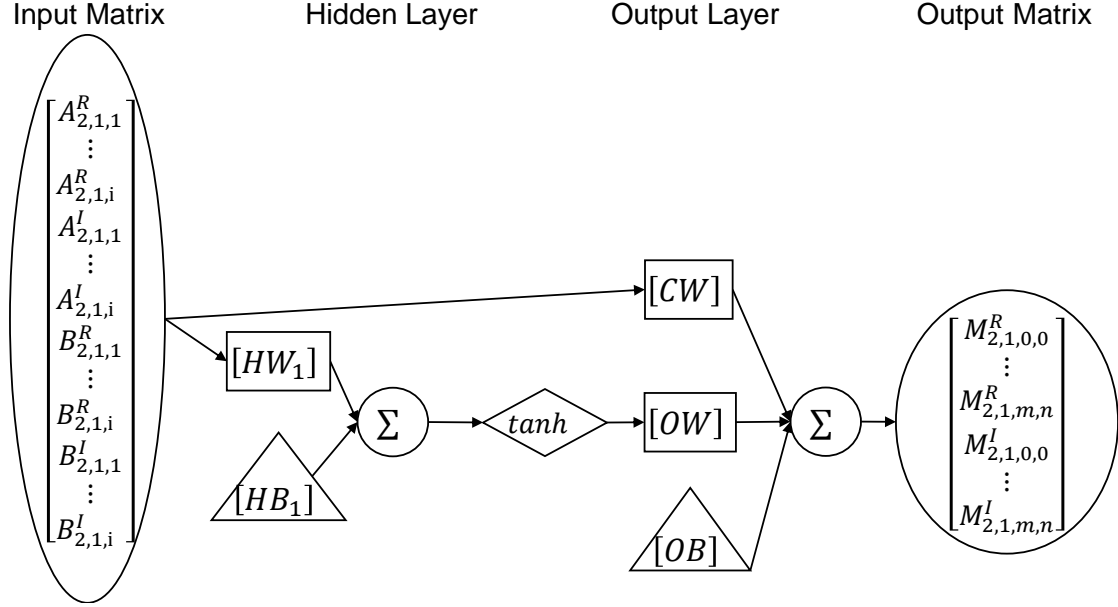 Input Matrix Hidden Layer Output Layer Output Matrix
A^R_{2,1,1}
⋮
A^R_{2,1,i}
A^I_{2,1,1}
⋮
A^I_{2,1,i}
B^R_{2,1,1}
⋮
B^R_{2,1,i}
B^I_{2,1,1}
⋮
B^I_{2,1,i}
[HW_1]
[HB_1]
Σ
tanh
[CW]
[OW]
[OB]
Σ
M^R_{2,1,0,0}
⋮
M^R_{2,1,m,n}
M^I_{2,1,0,0}
⋮
M^I_{2,1,m,n}